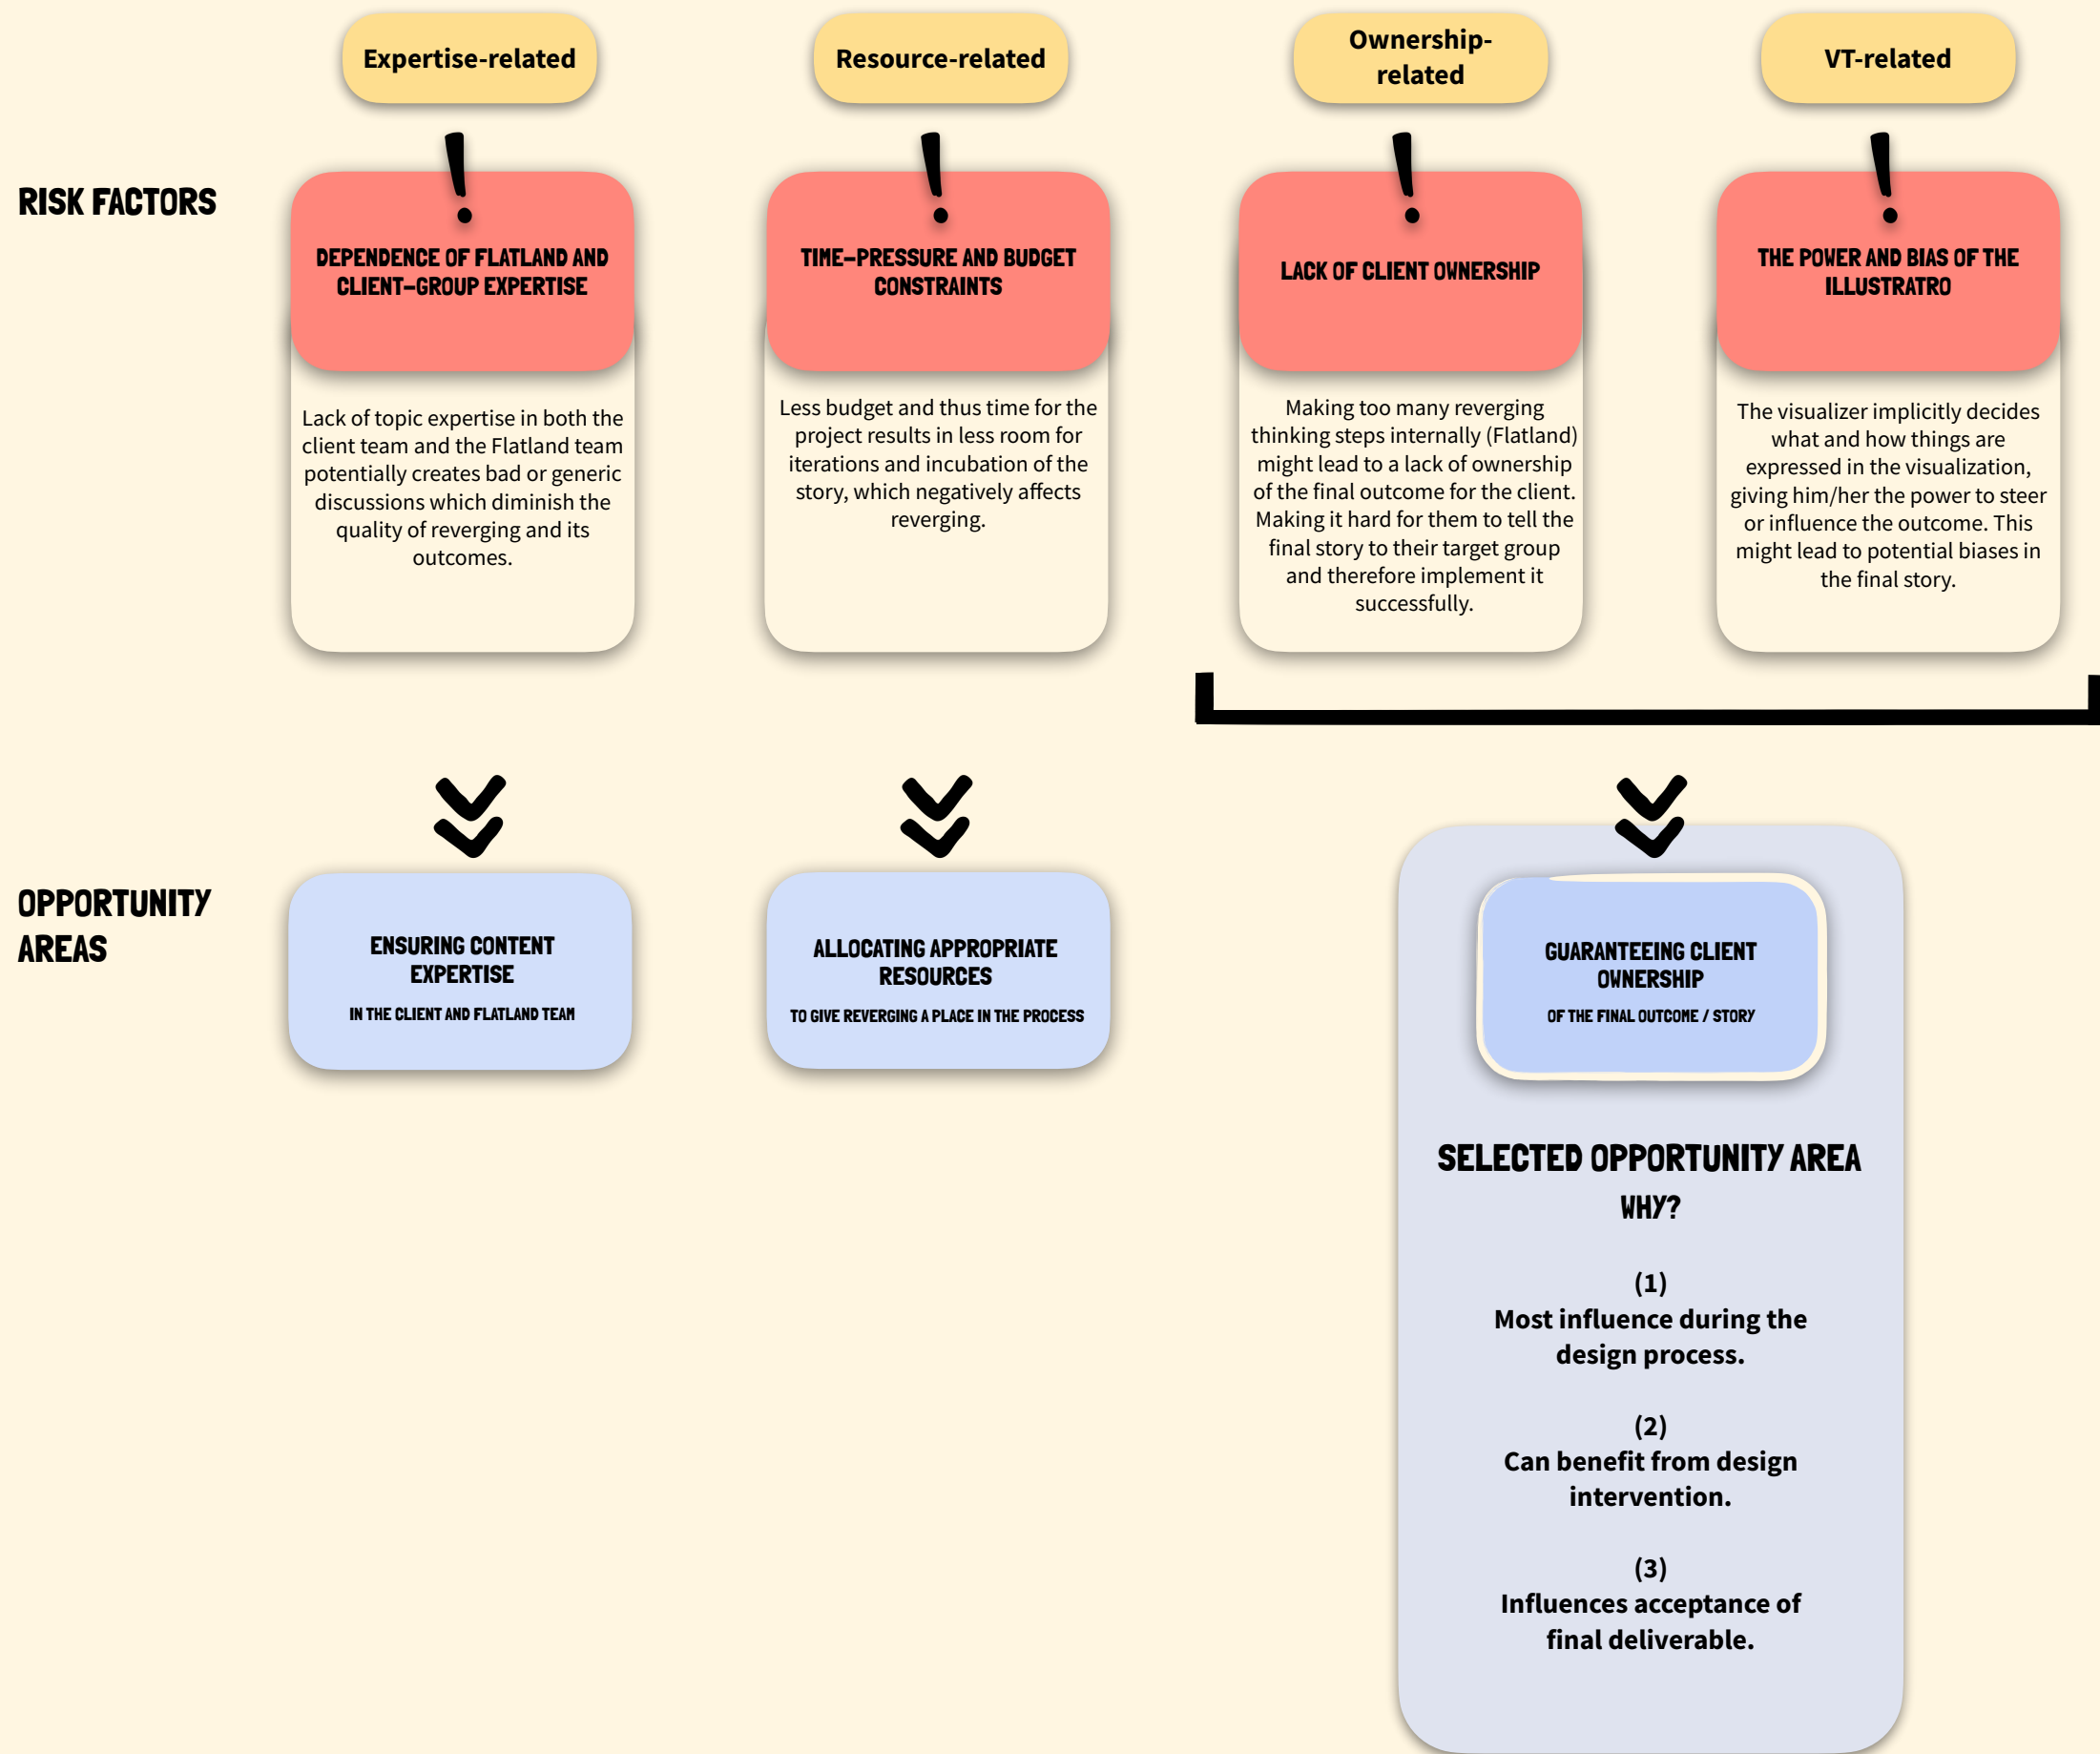 Expertise-related
Resource-related
Ownership-
related
VT-related
RISK FACTORS
!
DEPENDENCE OF FLATLAND AND
CLIENT-GROUP EXPERTISE
Lack of topic expertise in both the
client team and the Flatland team
potentially creates bad or generic
discussions which diminish the
quality of reverging and its
outcomes.
!
TIME-PRESSURE AND BUDGET
CONSTRAINTS
Less budget and thus time for the
project results in less room for
iterations and incubation of the
story, which negatively affects
reverging.
!
LACK OF CLIENT OWNERSHIP
Making too many reverging
thinking steps internally (Flatland)
might lead to a lack of ownership
of the final outcome for the client.
Making it hard for them to tell the
final story to their target group
and therefore implement it
successfully.
!
THE POWER AND BIAS OF THE
ILLUSTRATRO
The visualizer implicitly decides
what and how things are
expressed in the visualization,
giving him/her the power to steer
or influence the outcome. This
might lead to potential biases in
the final story.
OPPORTUNITY
AREAS
ENSURING CONTENT
EXPERTISE
IN THE CLIENT AND FLATLAND TEAM
ALLOCATING APPROPRIATE
RESOURCES
TO GIVE REVERGING A PLACE IN THE PROCESS
GUARANTEEING CLIENT
OWNERSHIP
OF THE FINAL OUTCOME / STORY
SELECTED OPPORTUNITY AREA
WHY?
(1)
Most influence during the
design process.
(2)
Can benefit from design
intervention.
(3)
Influences acceptance of
final deliverable.